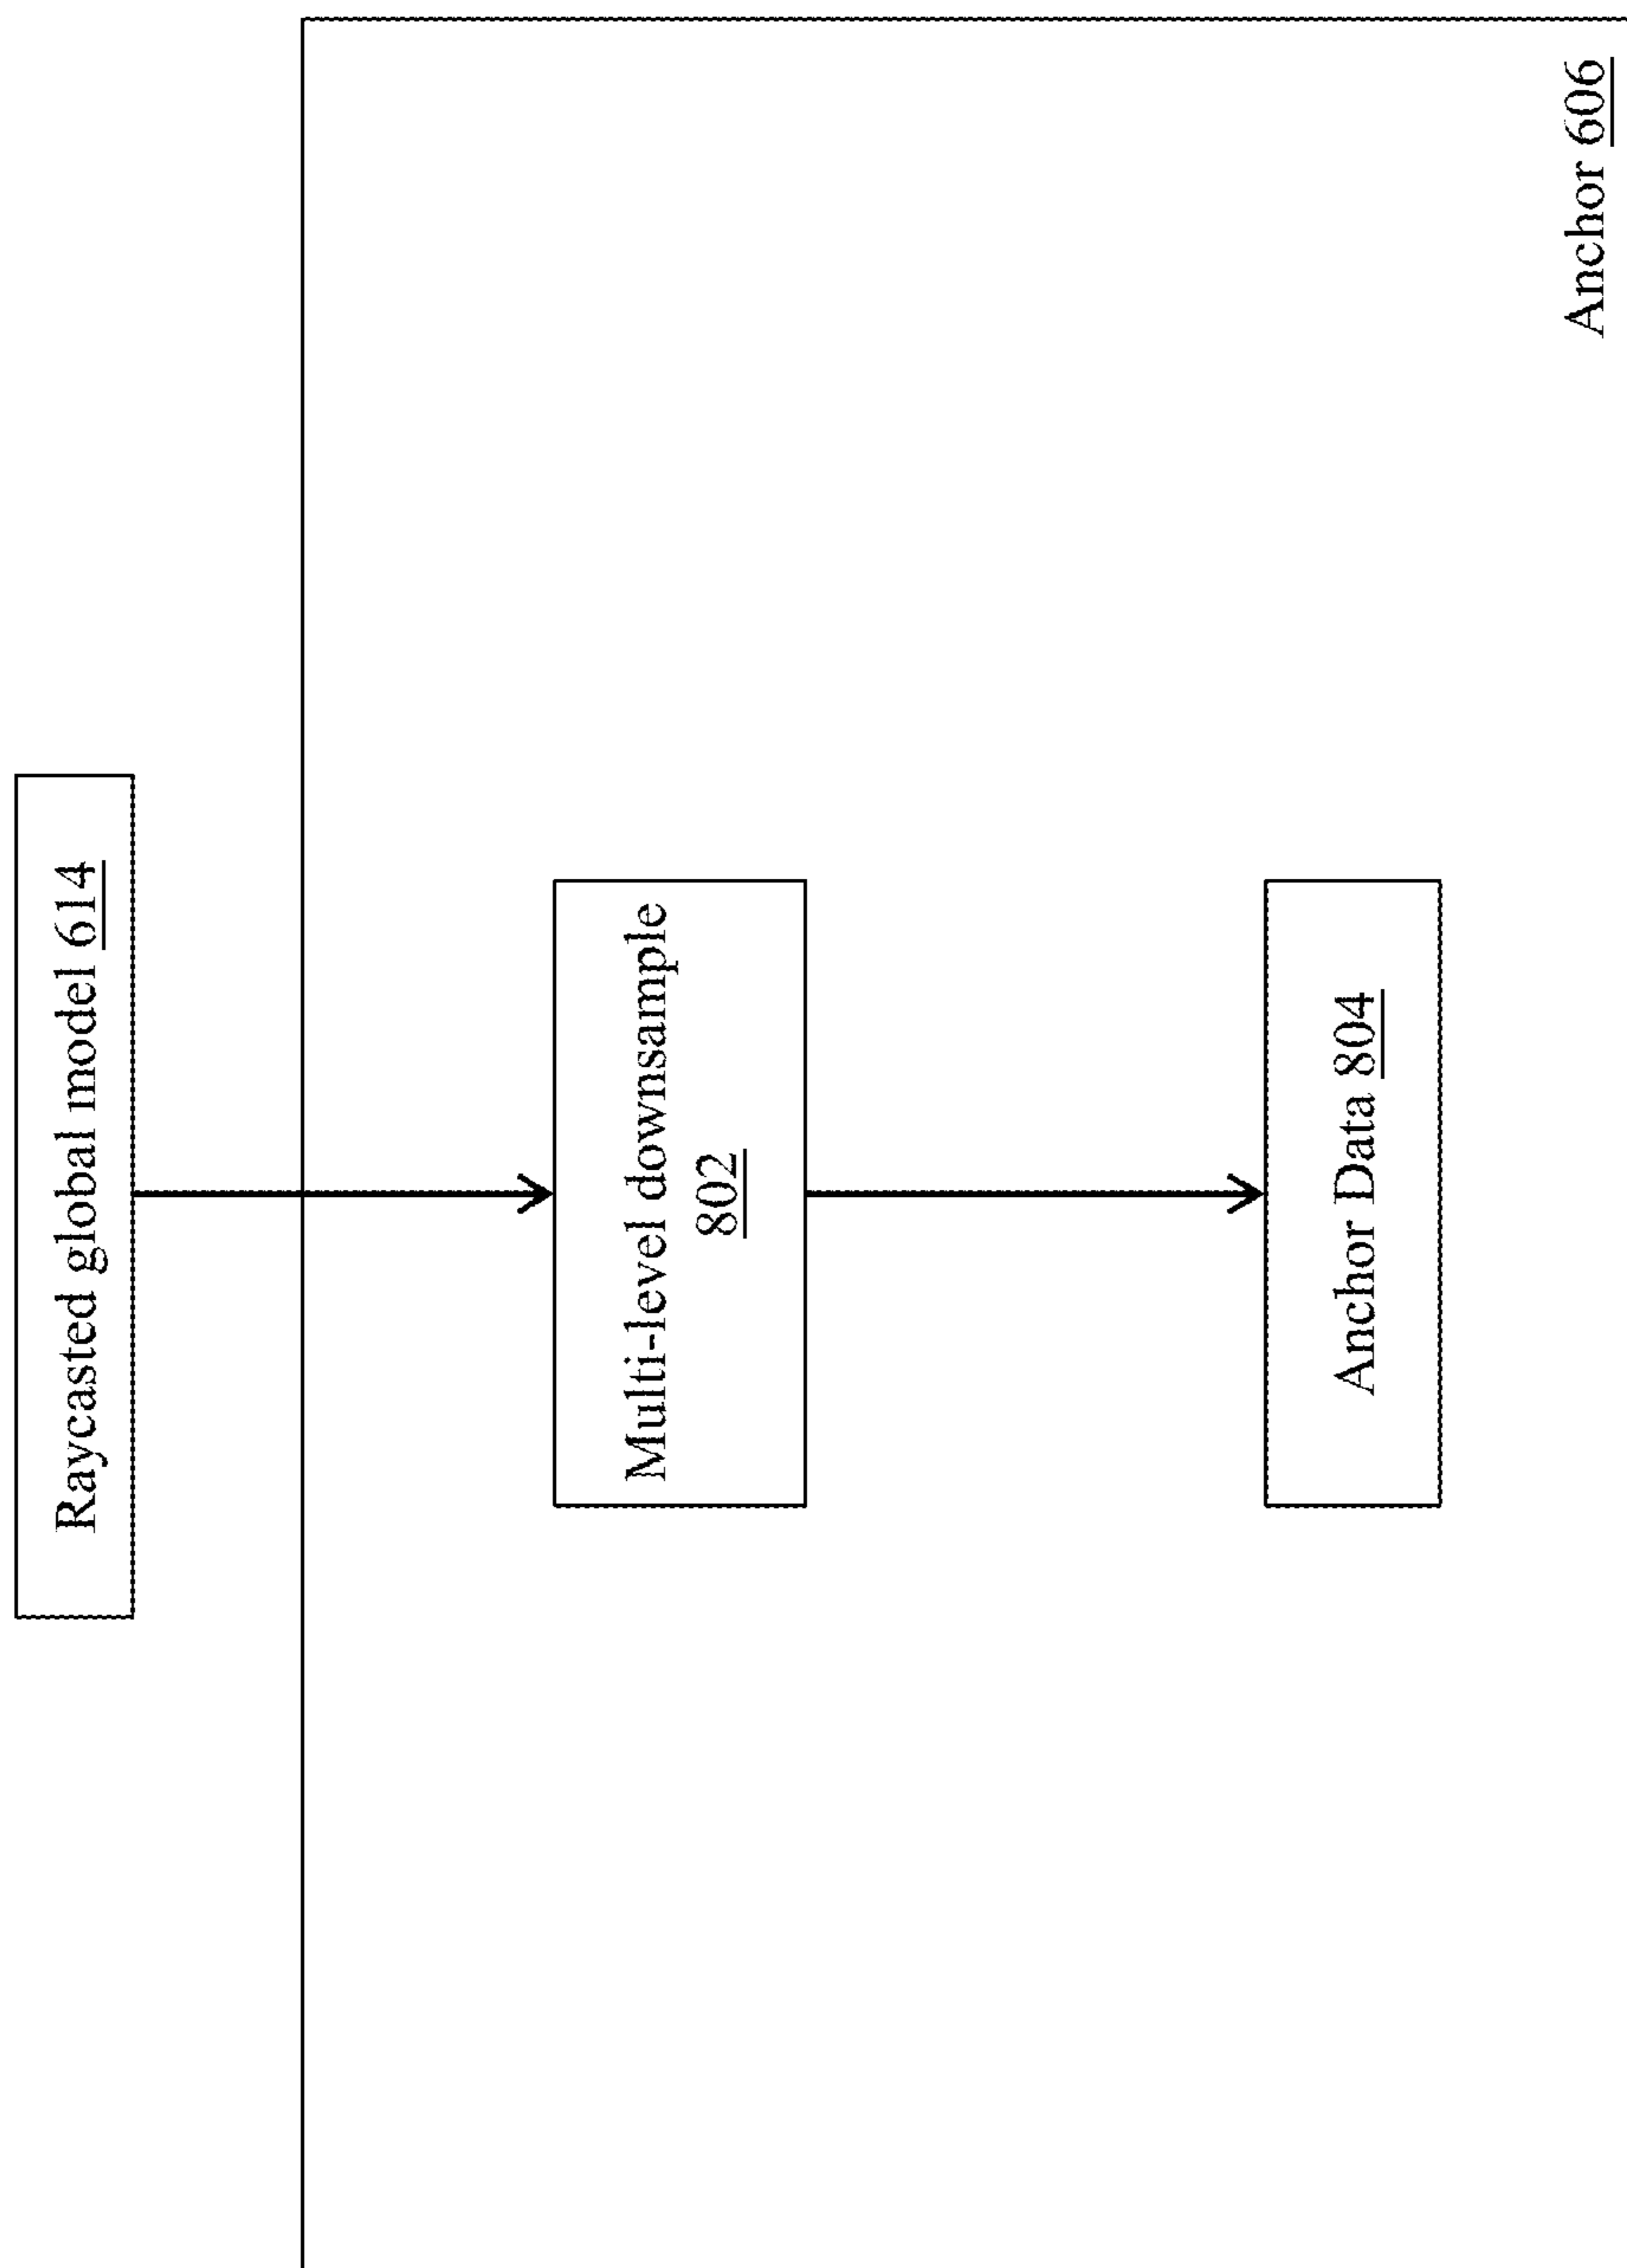 Raycasted global model 614
Multi-level downsample
802
Anchor Data 804
Anchor 606